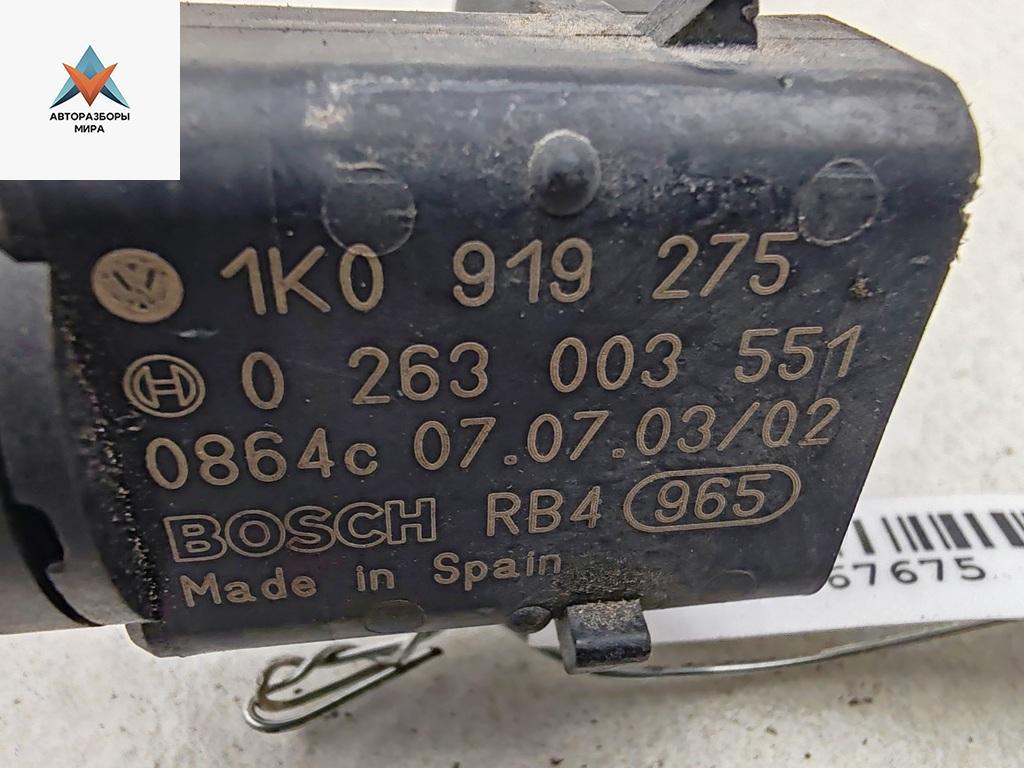 АВТОРАЗБОРЫ
МИРА
1K0 919 275
0 263 003 551
0864c 07.07.03/02
BOSCH RB4 965
Made in Spain
67675